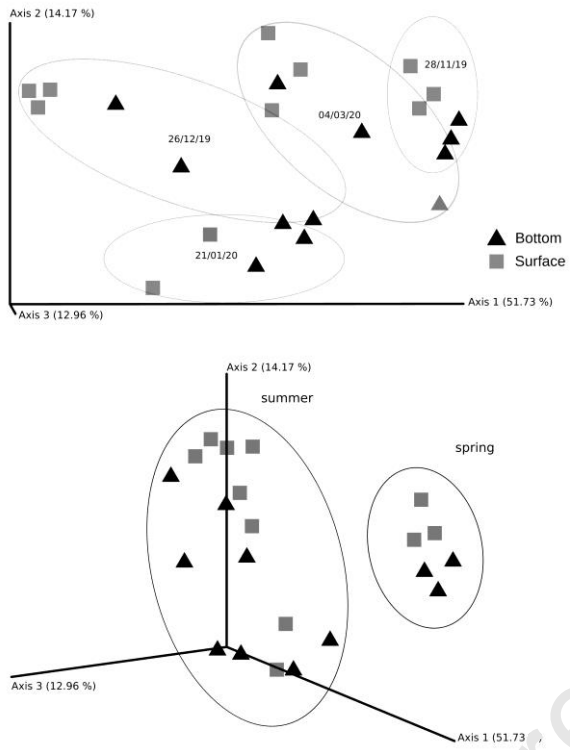 Axis 2 (14.17 %)
28/11/19
04/03/20
26/12/19
21/01/20
Bottom
Surface
Axis 1 (51.73 %)
Axis 3 (12.96 %)
Axis 2 (14.17 %)
summer
spring
Axis 3 (12.96 %)
Axis 1 (51.73